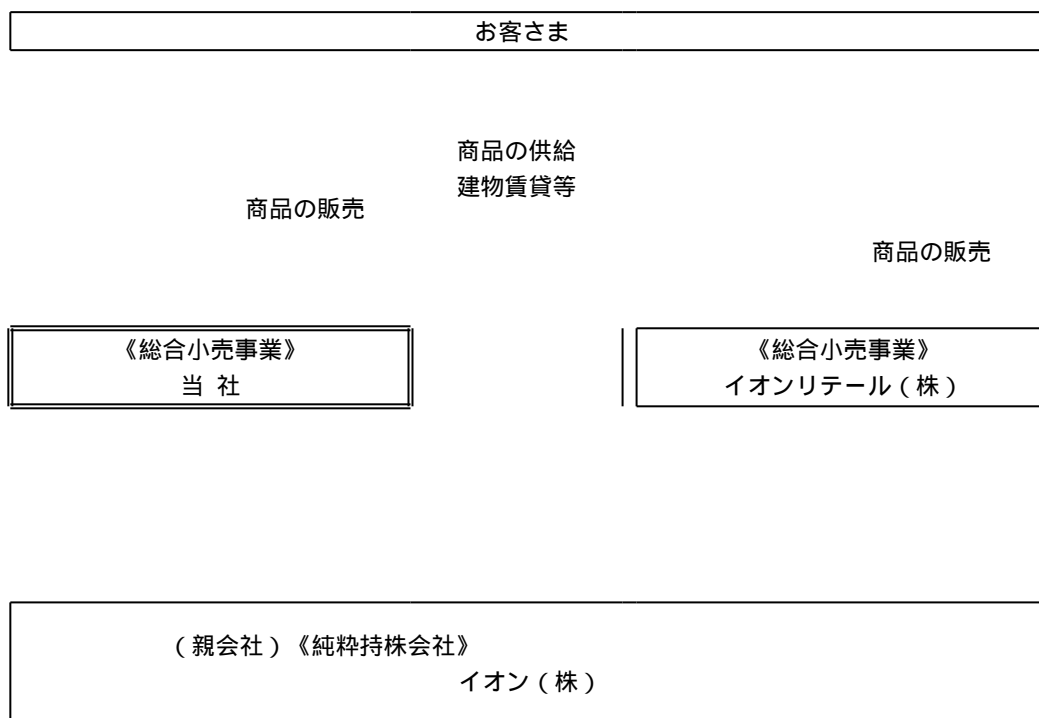 お客さま
商品の供給
建物賃貸等
商品の販売
商品の販売
《総合小売事業》
当 社
《総合小売事業》
イオンリテール(株)
(親会社)《純粋持株会社》
イオン(株)